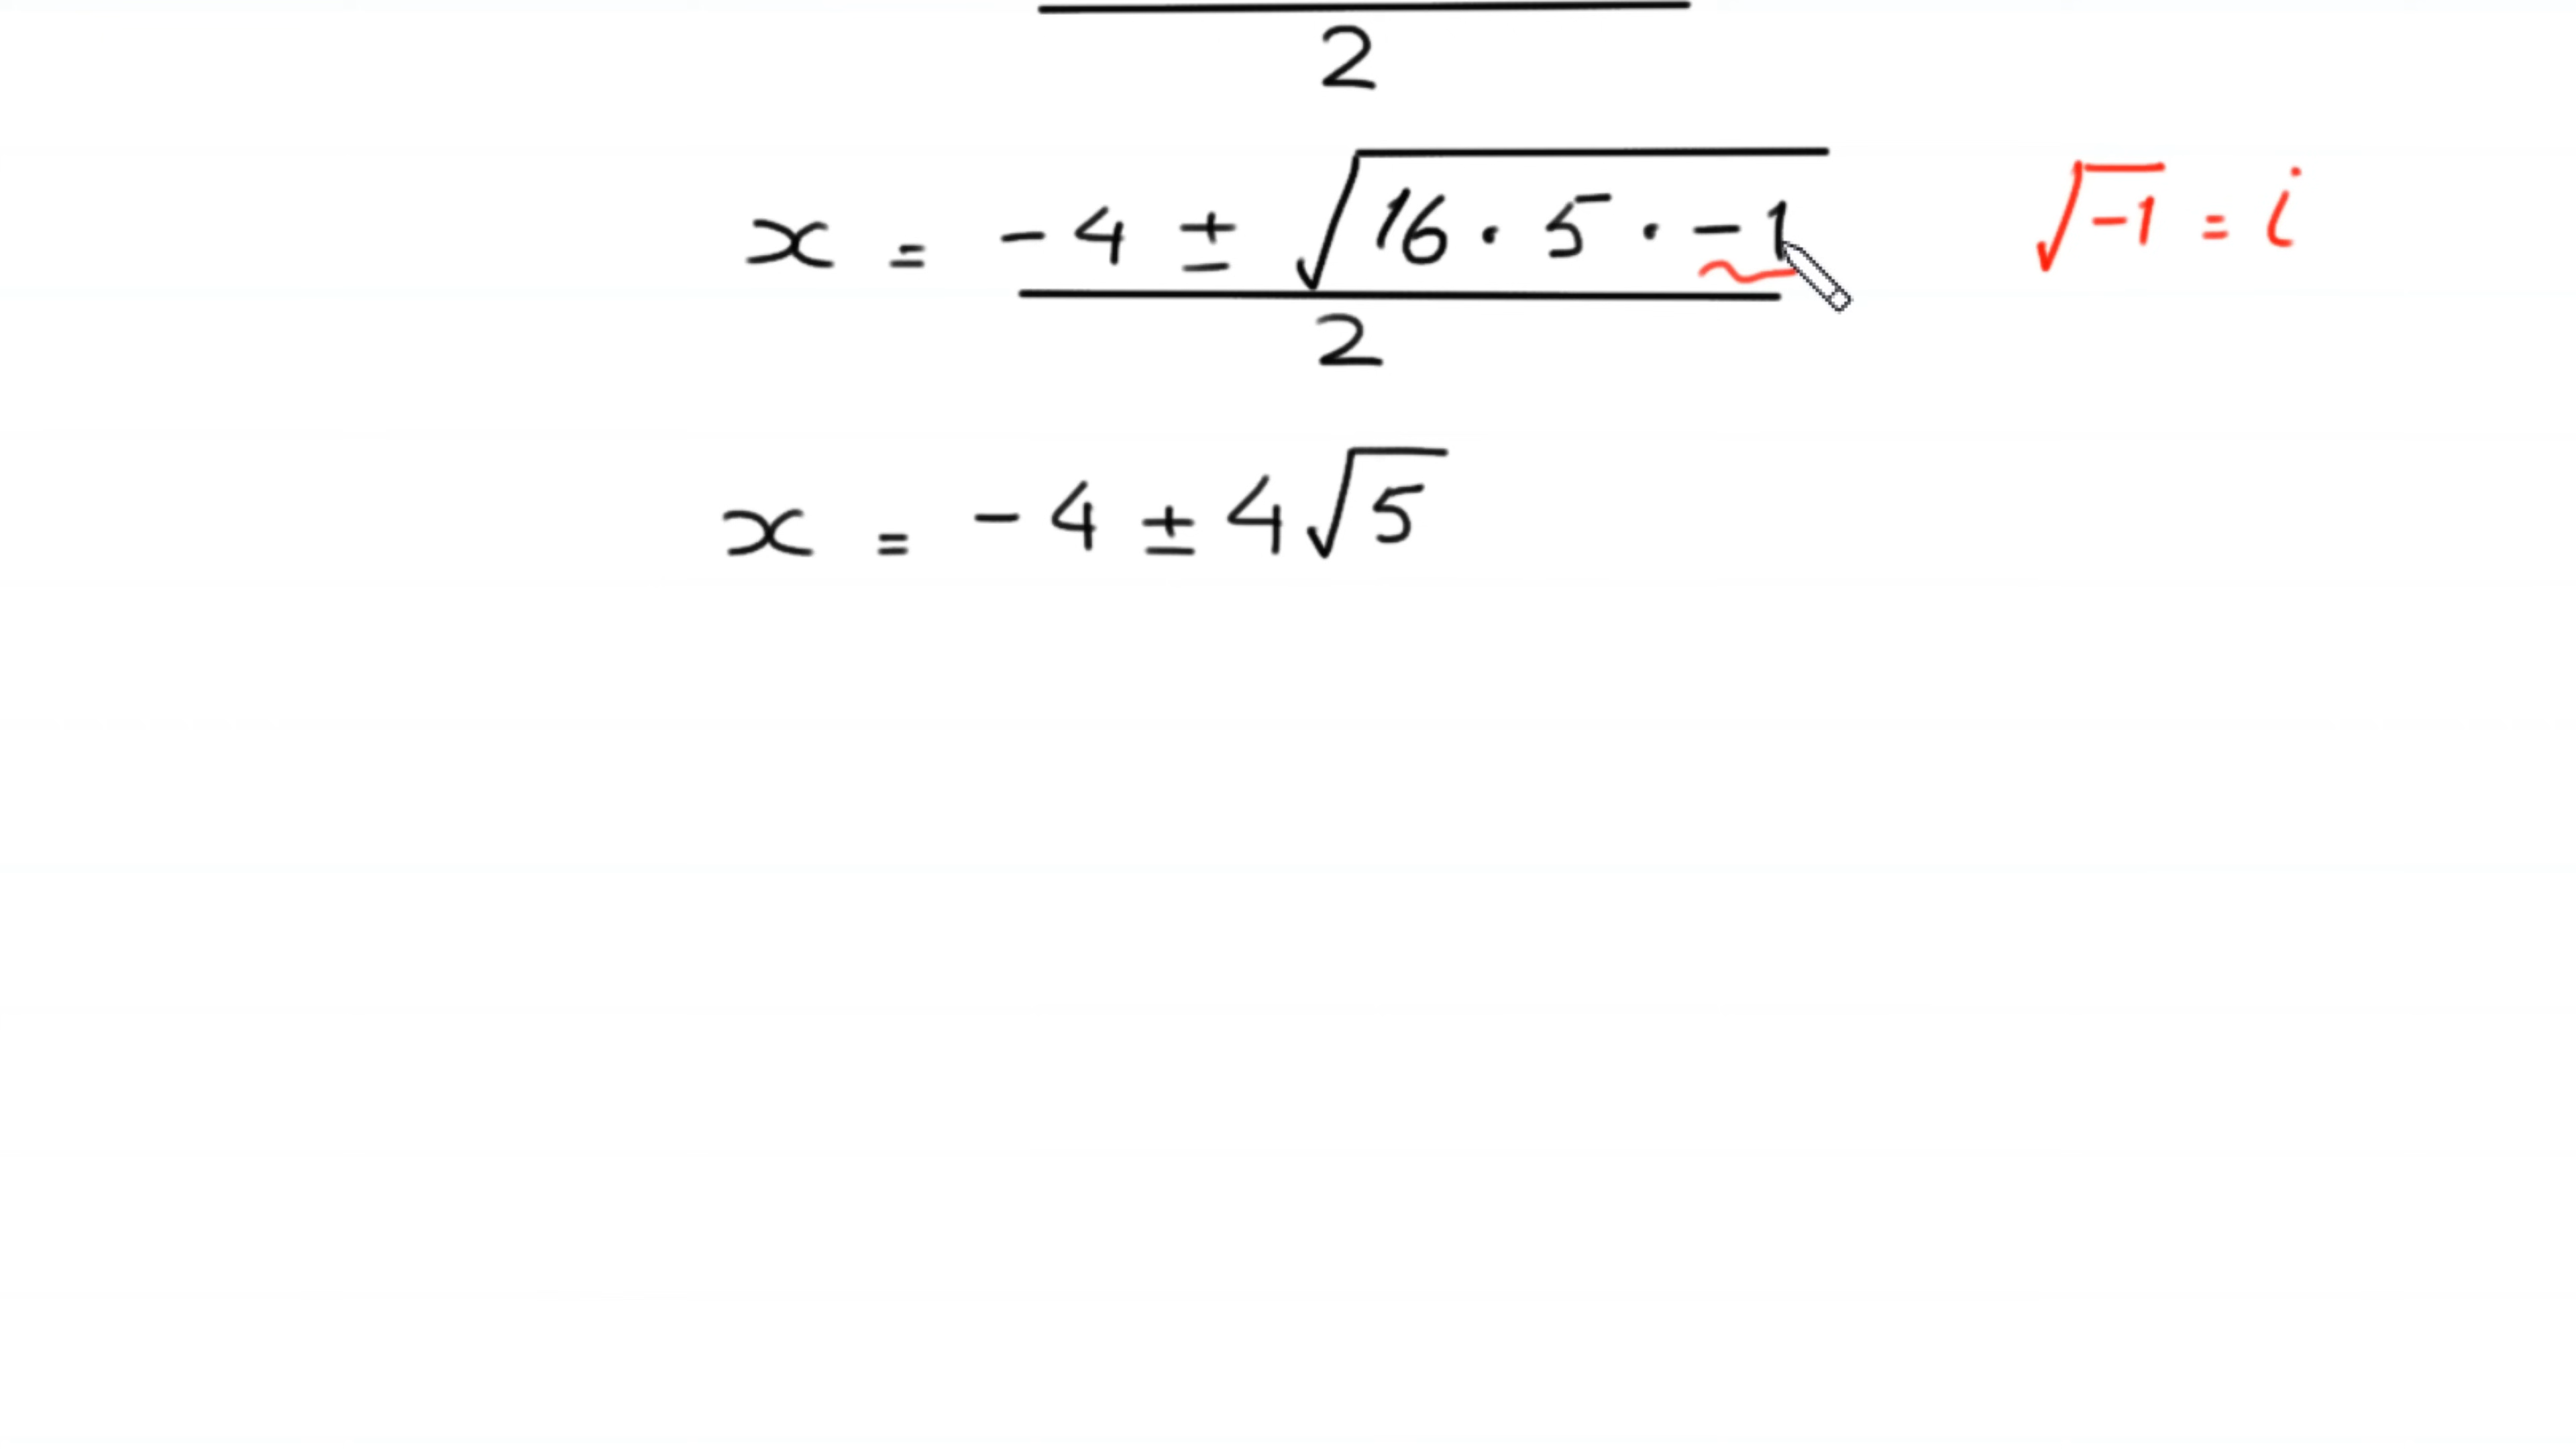 2
x = - 4 ± √16 · 5 · - 1 √-1 = i
2
x = - 4 ± 4 √5